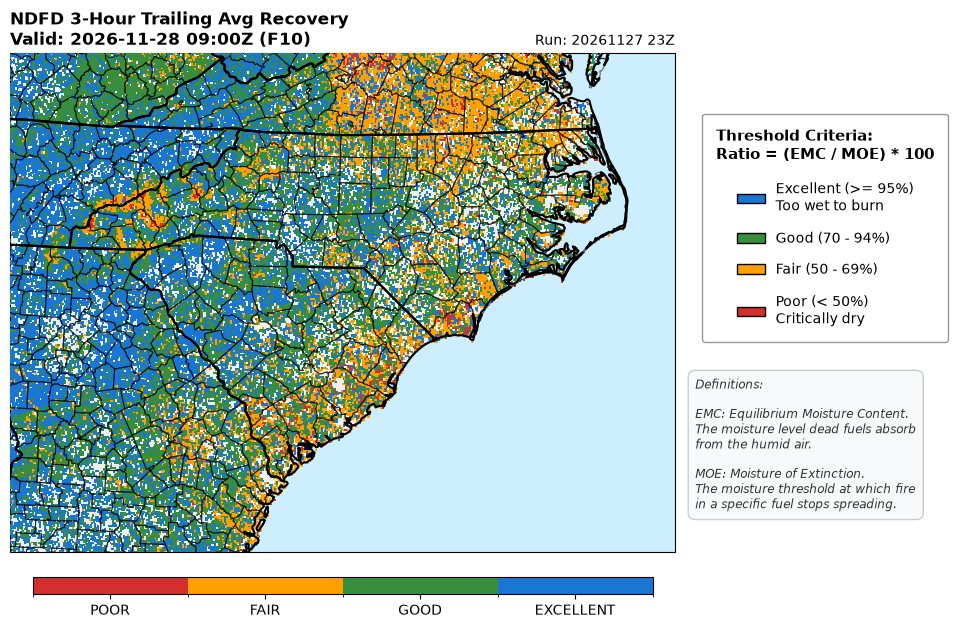 NDFD 3-Hour Trailing Avg Recovery
Valid: 2026-11-28 09:00Z (F10)
Run: 20261127 23Z
Threshold Criteria:
Ratio = (EMC / MOE) * 100
Excellent (>= 95%)
Too wet to burn
Good (70 - 94%)
Fair (50 - 69%)
Poor (< 50%)
Critically dry
Definitions:
EMC: Equilibrium Moisture Content.
The moisture level dead fuels absorb
from the humid air.
MOE: Moisture of Extinction.
The moisture threshold at which fire
in a specific fuel stops spreading.
POOR
FAIR
GOOD
EXCELLENT